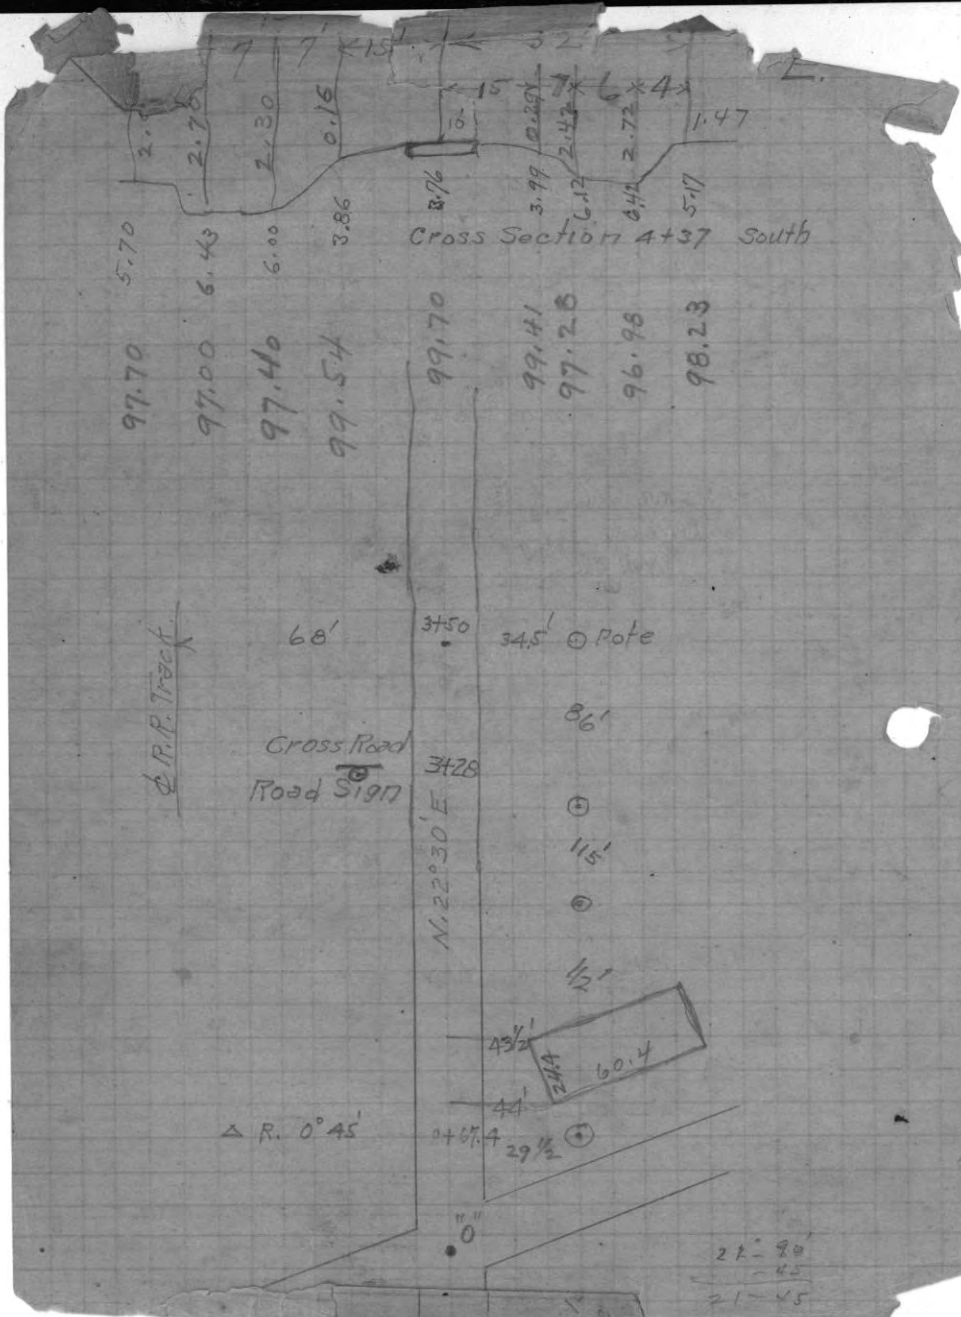 7 7' 15' 32'
L.
15 7 6 4
2.70 2.30 0.16 0.29 2.42 2.72 1.47
5.70 6.43 6.00 3.86 3.76 3.99 6.12 6.42 5.17
Cross Section 4+37 South
97.70 97.00 97.40 99.54 99.70 99.41 97.28 96.98 98.23
68' 3+50 34.5' Pole
₵ R.R. Track
86'
Cross Road
3+28
Road Sign
N.22°30'E
115'
43½'
24.4 60.4
44'
Δ R. 0°45' 0+67.4 29½
"0"
21-45